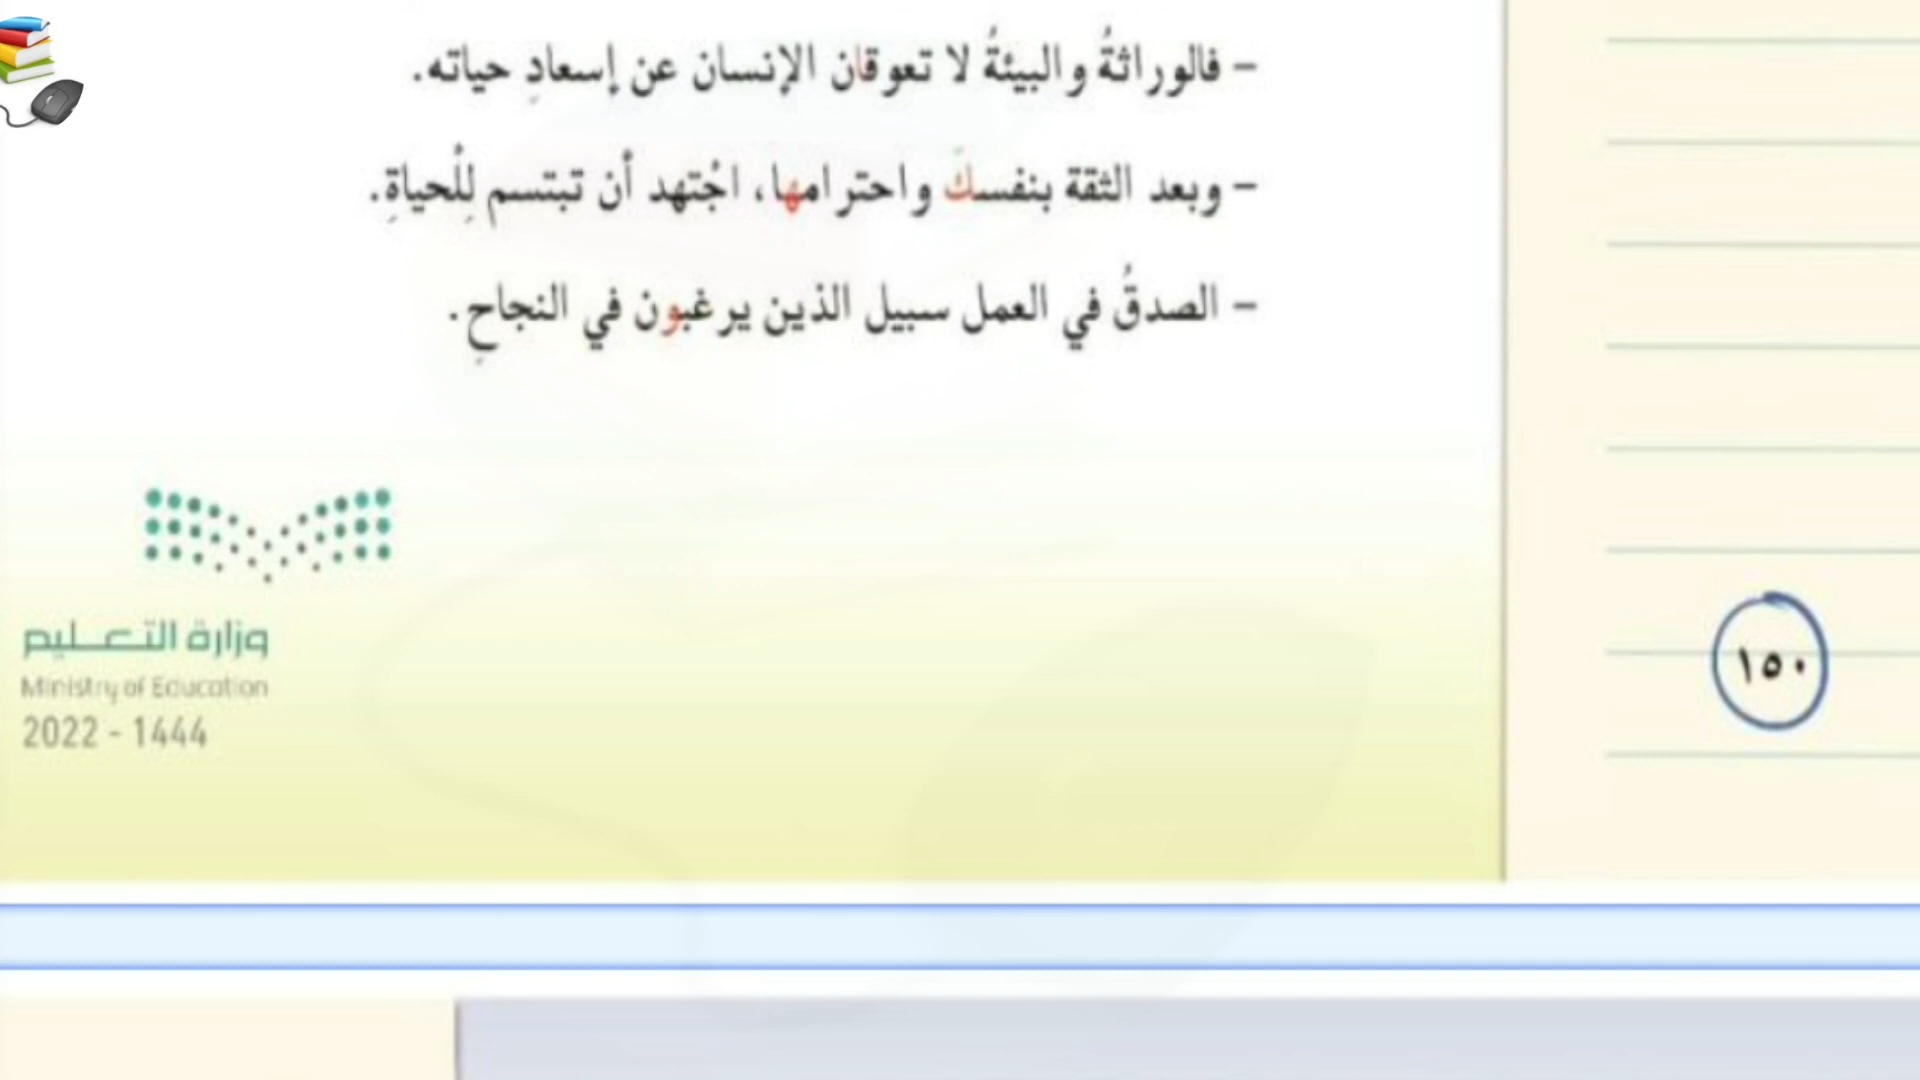 - فالوراثةُ والبيئةُ لا تعوقان الإنسان عن إسعادِ حياته.
- وبعد الثقة بنفسكَ واحترامها، اجْتهد أن تبتسم لِلْحياةِ.
- الصدقُ في العمل سبيل الذين يرغبون في النجاحِ.
وزارة التعليم
Ministry of Education
2022 - 1444
١٥٠